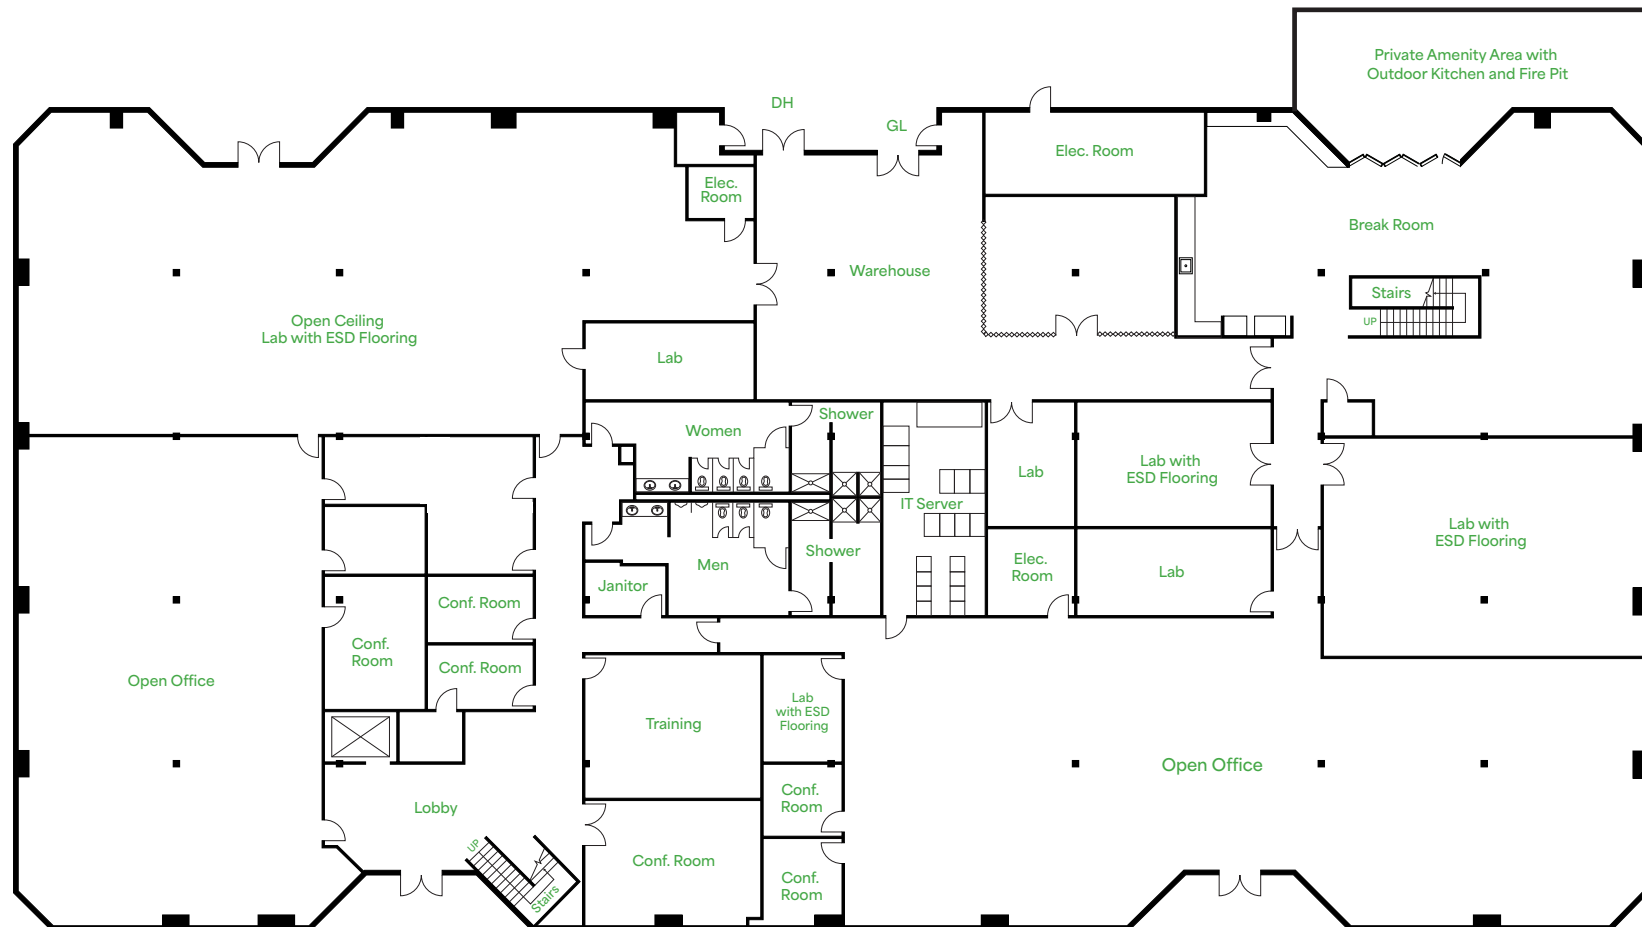 Private Amenity Area with
Outdoor Kitchen and Fire Pit
DH
GL
Elec. Room
Elec.
Room
Break Room
Warehouse
Stairs
UP
Open Ceiling
Lab with ESD Flooring
Lab
Shower
Women
Lab
Lab with
ESD Flooring
IT Server
Lab with
ESD Flooring
Shower
Men
Elec.
Room
Lab
Janitor
Conf. Room
Conf.
Room
Conf. Room
Open Office
Lab
with ESD
Flooring
Training
Open Office
Conf.
Room
Lobby
UP
Conf. Room
Conf.
Room
Stairs